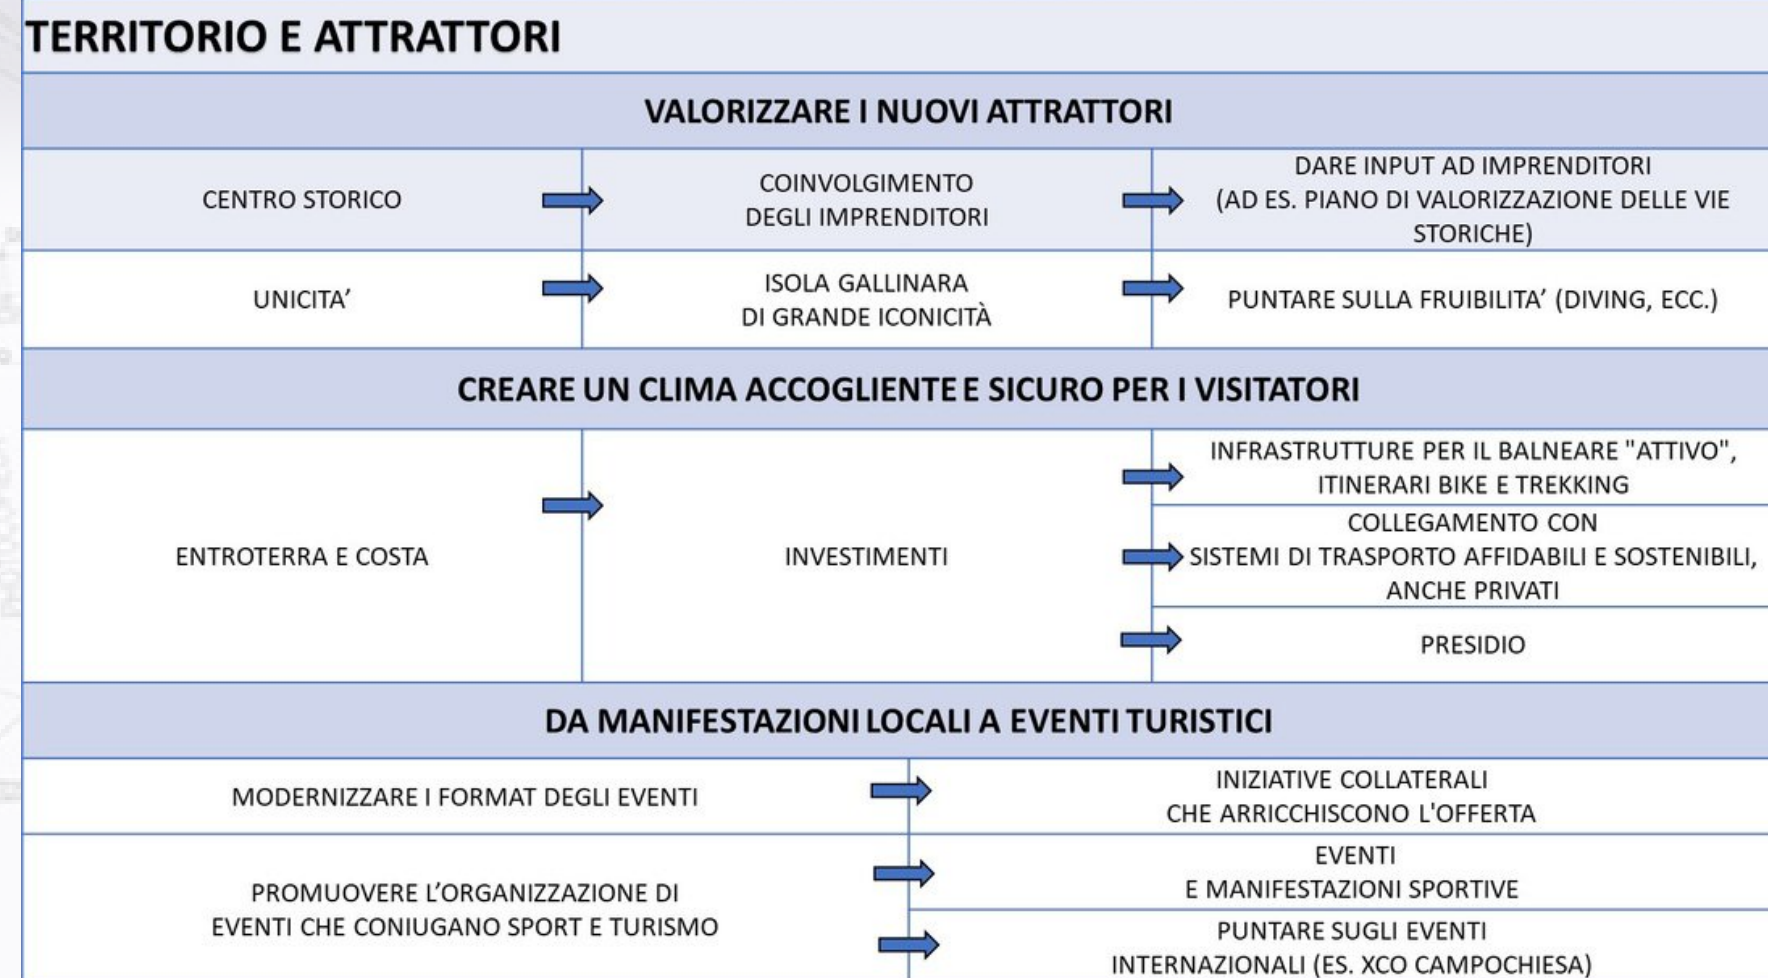 TERRITORIO E ATTRATTORI
VALORIZZARE I NUOVI ATTRATTORI
CENTRO STORICO
COINVOLGIMENTO
DEGLI IMPRENDITORI
DARE INPUT AD IMPRENDITORI
(AD ES. PIANO DI VALORIZZAZIONE DELLE VIE
STORICHE)
UNICITA’
ISOLA GALLINARA
DI GRANDE ICONICITÀ
PUNTARE SULLA FRUIBILITA’ (DIVING, ECC.)
CREARE UN CLIMA ACCOGLIENTE E SICURO PER I VISITATORI
ENTROTERRA E COSTA
INVESTIMENTI
INFRASTRUTTURE PER IL BALNEARE "ATTIVO",
ITINERARI BIKE E TREKKING
COLLEGAMENTO CON
SISTEMI DI TRASPORTO AFFIDABILI E SOSTENIBILI,
ANCHE PRIVATI
PRESIDIO
DA MANIFESTAZIONI LOCALI A EVENTI TURISTICI
MODERNIZZARE I FORMAT DEGLI EVENTI
INIZIATIVE COLLATERALI
CHE ARRICCHISCONO L'OFFERTA
PROMUOVERE L’ORGANIZZAZIONE DI
EVENTI CHE CONIUGANO SPORT E TURISMO
EVENTI
E MANIFESTAZIONI SPORTIVE
PUNTARE SUGLI EVENTI
INTERNAZIONALI (ES. XCO CAMPOCHIESA)